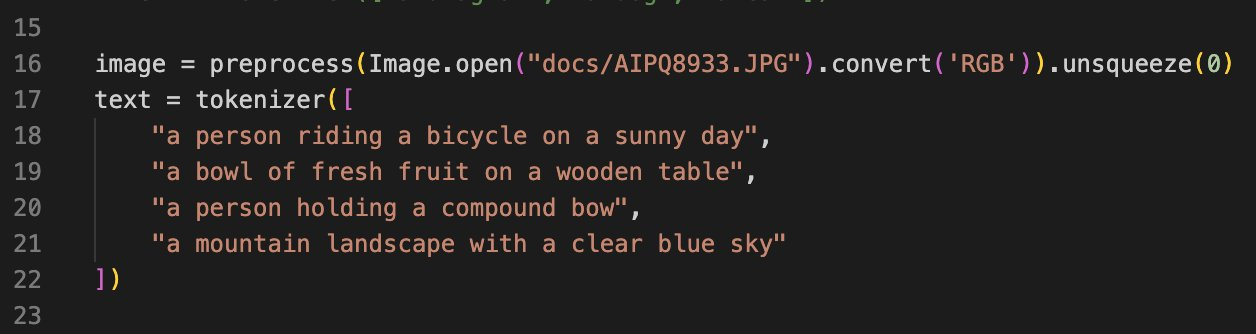 15
16 image = preprocess(Image.open("docs/AIPQ8933.JPG").convert('RGB')).unsqueeze(0)
17 text = tokenizer([
18 "a person riding a bicycle on a sunny day",
19 "a bowl of fresh fruit on a wooden table",
20 "a person holding a compound bow",
21 "a mountain landscape with a clear blue sky"
22 ])
23